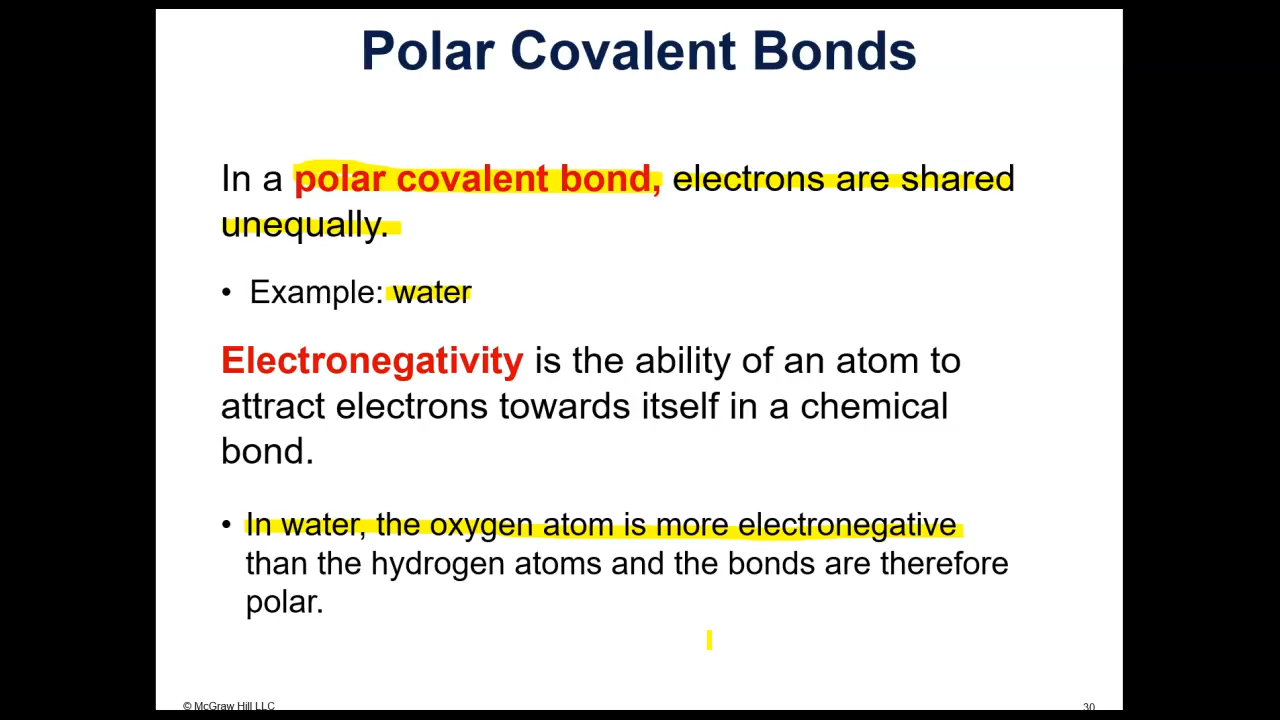 Polar Covalent Bonds
In a polar covalent bond, electrons are shared
unequally.
• Example: water
Electronegativity is the ability of an atom to
attract electrons towards itself in a chemical
bond.
• In water, the oxygen atom is more electronegative
than the hydrogen atoms and the bonds are therefore
polar.
© McGraw Hill LLC
30